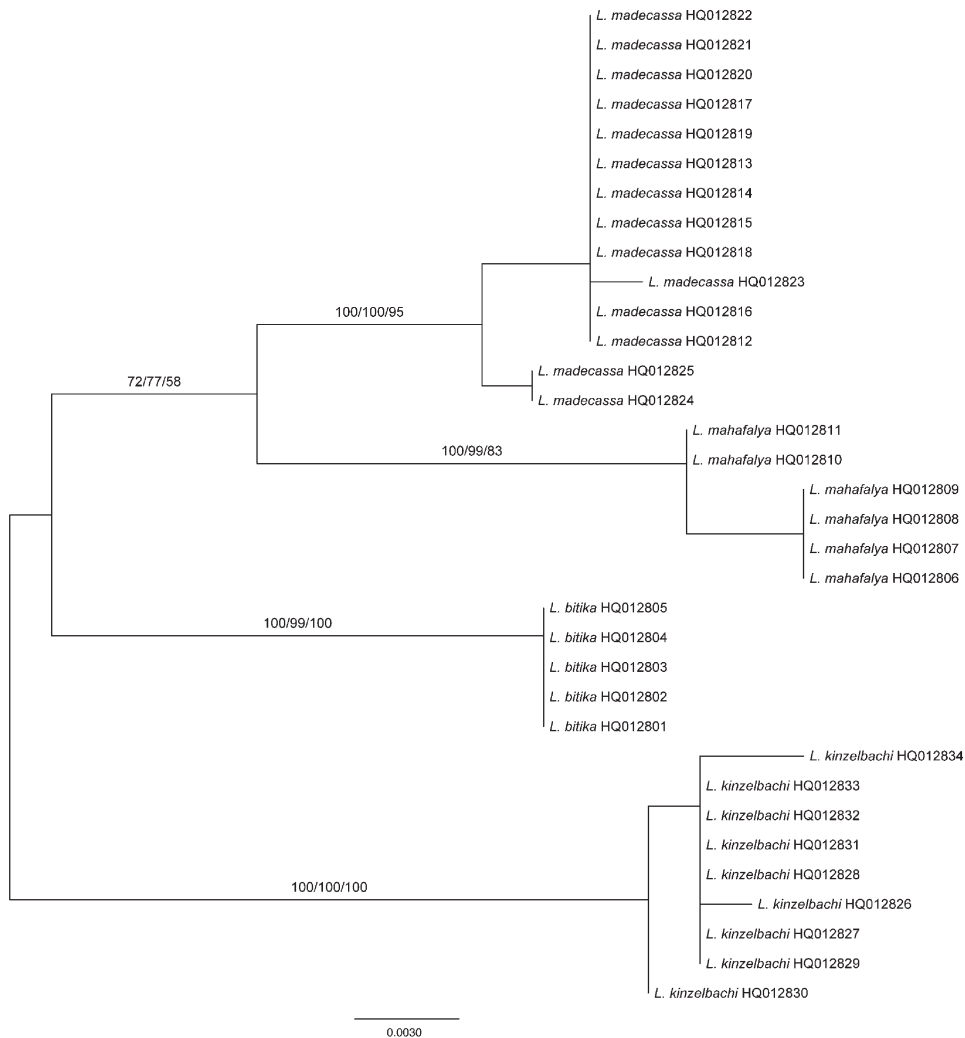 L. madecassa HQ012822
L. madecassa HQ012821
L. madecassa HQ012820
L. madecassa HQ012817
L. madecassa HQ012819
L. madecassa HQ012813
L. madecassa HQ012814
L. madecassa HQ012815
L. madecassa HQ012818
L. madecassa HQ012823
100/100/95
L. madecassa HQ012816
L. madecassa HQ012812
L. madecassa HQ012825
72/77/58
L. madecassa HQ012824
L. mahafalya HQ012811
100/99/83
L. mahafalya HQ012810
L. mahafalya HQ012809
L. mahafalya HQ012808
L. mahafalya HQ012807
L. mahafalya HQ012806
L. bitika HQ012805
100/99/100
L. bitika HQ012804
L. bitika HQ012803
L. bitika HQ012802
L. bitika HQ012801
L. kinzelbachi HQ012834
L. kinzelbachi HQ012833
L. kinzelbachi HQ012832
L. kinzelbachi HQ012831
L. kinzelbachi HQ012828
100/100/100
L. kinzelbachi HQ012826
L. kinzelbachi HQ012827
L. kinzelbachi HQ012829
L. kinzelbachi HQ012830
0.0030